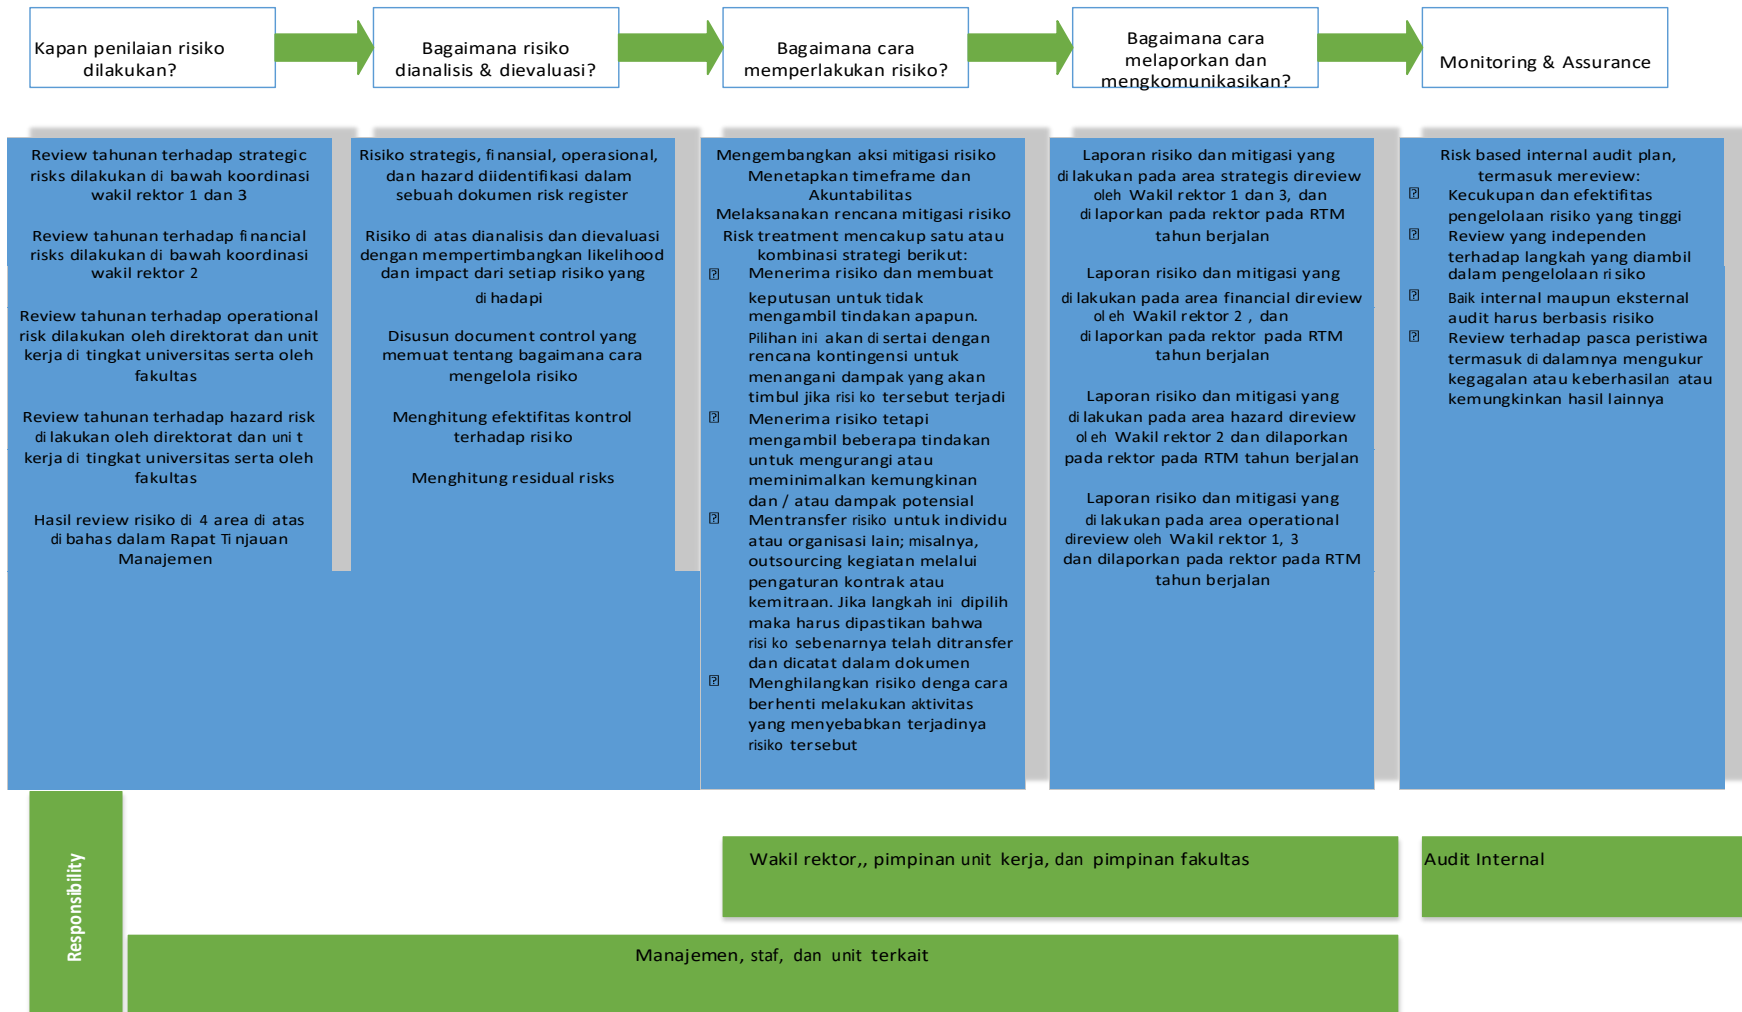 Kapan penilaian risiko
dilakukan?
Bagaimana risiko
dianalisis & dievaluasi?
Bagaimana cara
memperlakukan risiko?
Bagaimana cara
melaporkan dan
mengkomunikasikan?
Monitoring & Assurance
Review tahunan terhadap strategic
risks dilakukan di bawah koordinasi
wakil rektor 1 dan 3
Review tahunan terhadap financial
risks dilakukan di bawah koordinasi
wakil rektor 2
Review tahunan terhadap operational
risk dilakukan oleh direktorat dan unit
kerja di tingkat universitas serta oleh
fakultas
Review tahunan terhadap hazard risk
dilakukan oleh direktorat dan unit
kerja di tingkat universitas serta oleh
fakultas
Hasil review risiko di 4 area di atas
dibahas dalam Rapat Tinjauan
Manajemen
Risiko strategis, finansial, operasional,
dan hazard diidentifikasi dalam
sebuah dokumen risk register
Risiko di atas dianalisis dan dievaluasi
dengan mempertimbangkan likelihood
dan impact dari setiap risiko yang
dihadapi
Disusun document control yang
memuat tentang bagaimana cara
mengelola risiko
Menghitung efektifitas kontrol
terhadap risiko
Menghitung residual risks
Mengembangkan aksi mitigasi risiko
Menetapkan timeframe dan
Akuntabilitas
Melaksanakan rencana mitigasi risiko
Risk treatment mencakup satu atau
kombinasi strategi berikut:
Menerima risiko dan membuat
keputusan untuk tidak
mengambil tindakan apapun.
Pilihan ini akan disertai dengan
rencana kontingensi untuk
menangani dampak yang akan
timbul jika risiko tersebut terjadi
Menerima risiko tetapi
mengambil beberapa tindakan
untuk mengurangi atau
meminimalkan kemungkinan
dan / atau dampak potensial
Mentransfer risiko untuk individu
atau organisasi lain; misalnya,
outsourcing kegiatan melalui
pengaturan kontrak atau
kemitraan. Jika langkah ini dipilih
maka harus dipastikan bahwa
risiko sebenarnya telah ditransfer
dan dicatat dalam dokumen
Menghilangkan risiko denga cara
berhenti melakukan aktivitas
yang menyebabkan terjadinya
risiko tersebut
Laporan risiko dan mitigasi yang
dilakukan pada area strategis direview
oleh Wakil rektor 1 dan 3, dan
dilaporkan pada rektor pada RTM
tahun berjalan
Laporan risiko dan mitigasi yang
dilakukan pada area financial direview
oleh Wakil rektor 2 , dan
dilaporkan pada rektor pada RTM
tahun berjalan
Laporan risiko dan mitigasi yang
dilakukan pada area hazard direview
oleh Wakil rektor 2 dan dilaporkan
pada rektor pada RTM tahun berjalan
Laporan risiko dan mitigasi yang
dilakukan pada area operational
direview oleh Wakil rektor 1, 3
dan dilaporkan pada rektor pada RTM
tahun berjalan
Risk based internal audit plan,
termasuk mereview:
Kecukupan dan efektifitas
pengelolaan risiko yang tinggi
Review yang independen
terhadap langkah yang diambil
dalam pengelolaan risiko
Baik internal maupun eksternal
audit harus berbasis risiko
Review terhadap pasca peristiwa
termasuk di dalamnya mengukur
kegagalan atau keberhasilan atau
kemungkinkan hasil lainnya
Responsibility
Wakil rektor,, pimpinan unit kerja, dan pimpinan fakultas
Audit Internal
Manajemen, staf, dan unit terkait